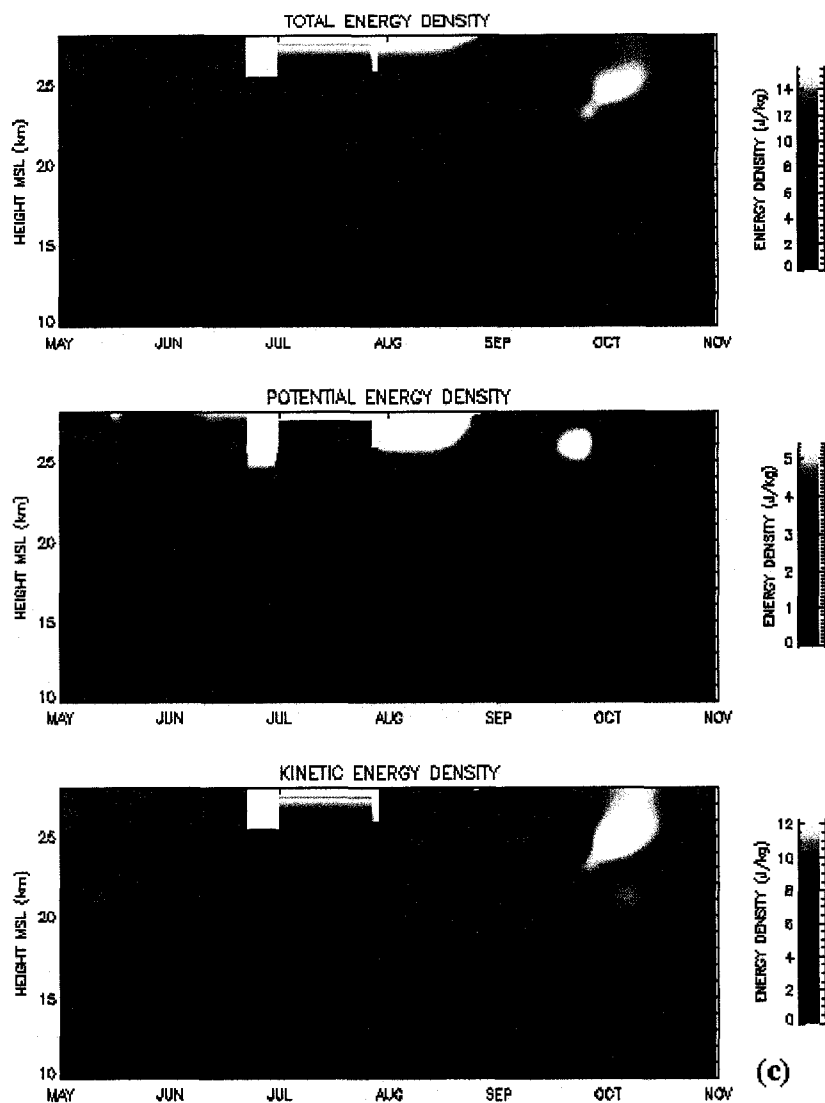 TOTAL ENERGY DENSITY
HEIGHT MSL (km)
25
20
15
10
MAY JUN JUL AUG SEP OCT NOV
ENERGY DENSITY (J/kg)
14
12
10
8
6
4
2
0
POTENTIAL ENERGY DENSITY
HEIGHT MSL (km)
25
20
15
10
MAY JUN JUL AUG SEP OCT NOV
ENERGY DENSITY (J/kg)
5
4
3
2
1
0
KINETIC ENERGY DENSITY
HEIGHT MSL (km)
25
20
15
10
MAY JUN JUL AUG SEP OCT NOV
ENERGY DENSITY (J/kg)
12
10
8
6
4
2
0
(c)